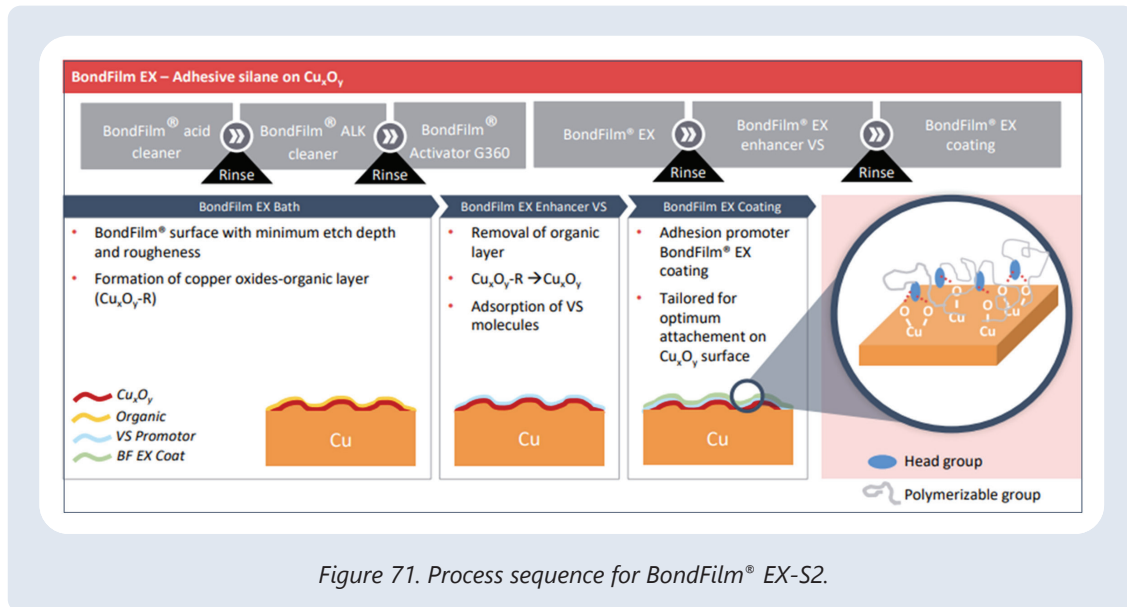 BondFilm EX – Adhesive silane on CuxOy
BondFilm® acid
cleaner
Rinse
BondFilm® ALK
cleaner
Rinse
BondFilm®
Activator G360
BondFilm® EX
Rinse
BondFilm® EX
enhancer VS
Rinse
BondFilm® EX
coating
BondFilm EX Bath
• BondFilm® surface with minimum etch depth
and rougheness
• Formation of copper oxides-organic layer
(CuxOy-R)
CuxOy
Organic
VS Promotor
BF EX Coat
Cu
BondFilm EX Enhancer VS
• Removal of organic
layer
• CuxOy-R →CuxOy
• Adsorption of VS
molecules
Cu
BondFilm EX Coating
• Adhesion promoter
BondFilm® EX
coating
• Tailored for
optimum
attachement on
CuxOy surface
Cu
O O O O O O
Cu Cu Cu Cu
Head group
Polymerizable group
Figure 71. Process sequence for BondFilm® EX-S2.